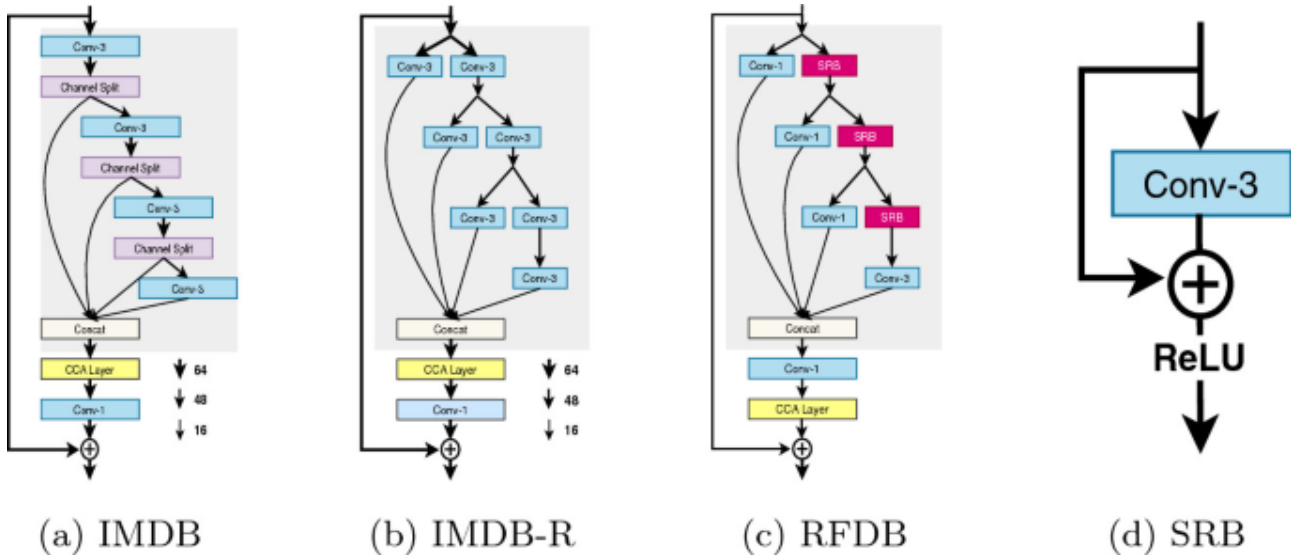 Conv-3
Channel Split
Conv-3
Channel Split
Conv-3
Channel Split
Conv-3
Concat
CCA Layer
Conv-1
64
48
16
(a) IMDB
Conv-3 Conv-3
Conv-3 Conv-3
Conv-3 Conv-3
Conv-3
Concat
CCA Layer
Conv-1
64
48
16
(b) IMDB-R
Conv-1 SRB
Conv-1 SRB
Conv-1 SRB
Conv-3
Concat
Conv-1
CCA Layer
(c) RFDB
Conv-3
ReLU
(d) SRB